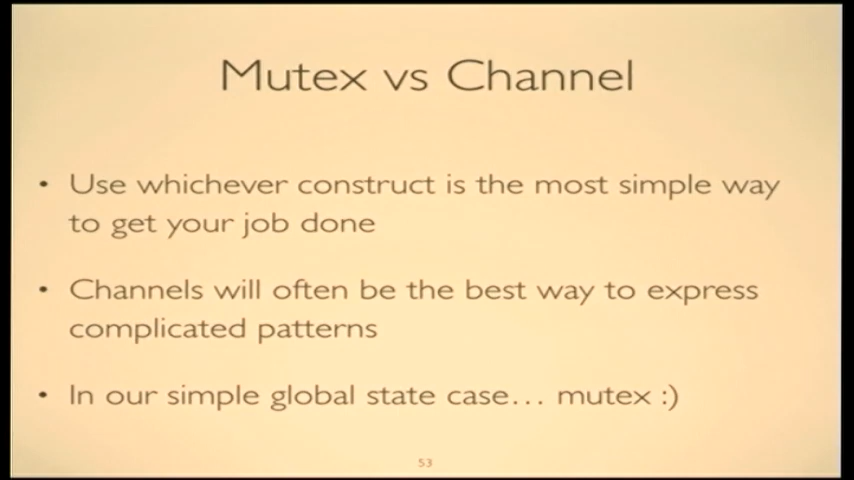 Mutex vs Channel
• Use whichever construct is the most simple way
to get your job done
• Channels will often be the best way to express
complicated patterns
• In our simple global state case... mutex :)
53